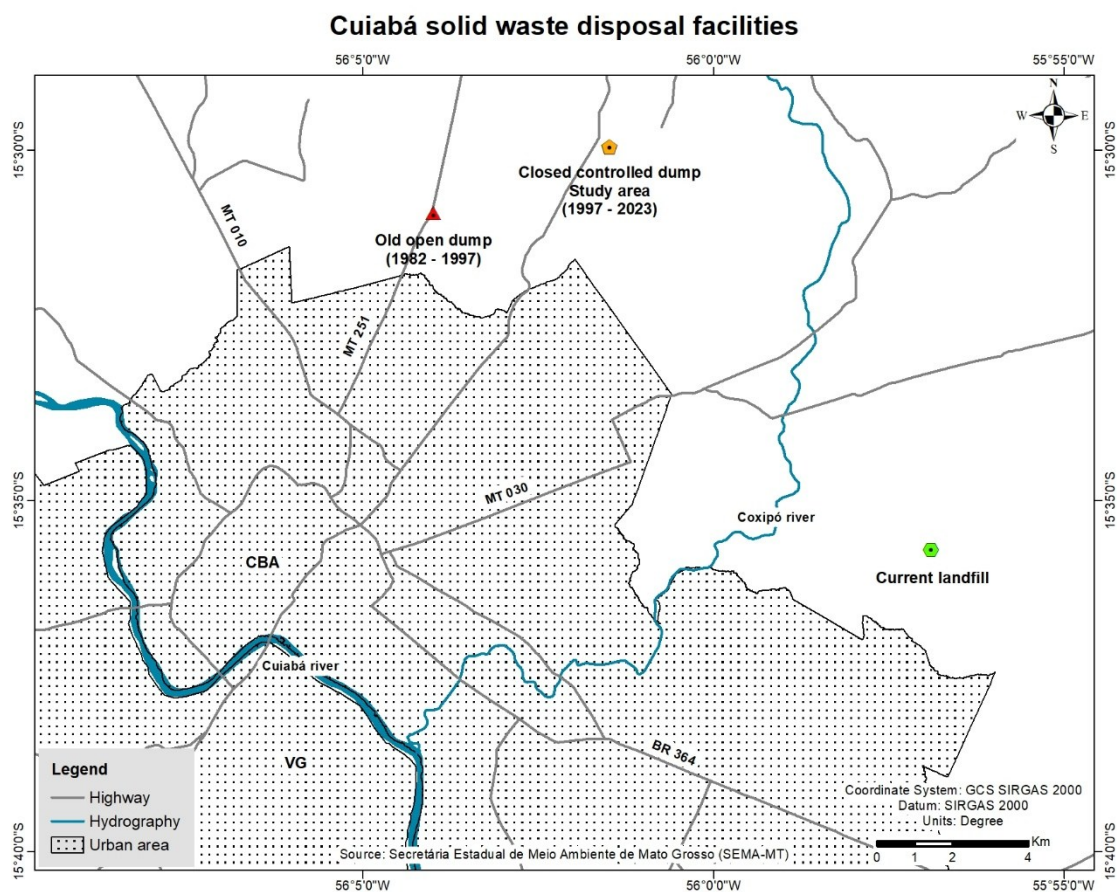 Cuiabá solid waste disposal facilities
56°5'0"W
56°0'0"W
55°55'0"W
N
W
E
S
15°30'0"S
15°30'0"S
Closed controlled dump
Study area
(1997 - 2023)
MT 010
Old open dump
(1982 - 1997)
MT 251
MT 030
15°35'0"S
15°35'0"S
Coxipó river
CBA
Current landfill
Cuiabá river
VG
BR 364
Legend
Highway
Hydrography
Urban area
Coordinate System: GCS SIRGAS 2000
Datum: SIRGAS 2000
Units: Degree
Km
0 1 2 4
Source: Secretária Estadual de Meio Ambiente de Mato Grosso (SEMA-MT)
15°40'0"S
15°40'0"S
56°5'0"W
56°0'0"W
55°55'0"W